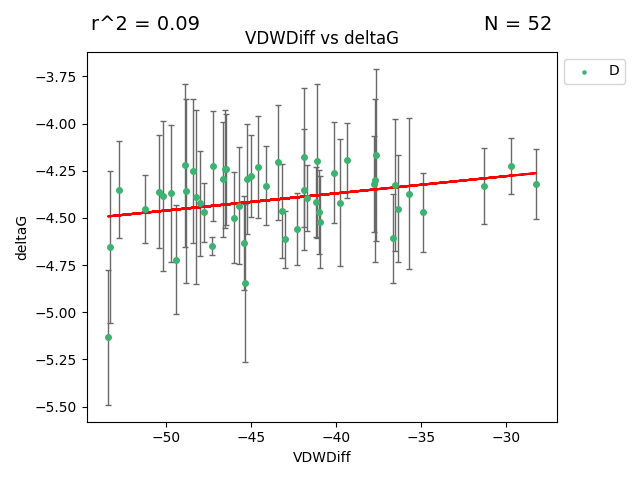 r^2 = 0.09
N = 52
VDWDiff vs deltaG
D
−3.75
−4.00
−4.25
−4.50
−4.75
−5.00
−5.25
−5.50
deltaG
−50
−45
−40
−35
−30
VDWDiff